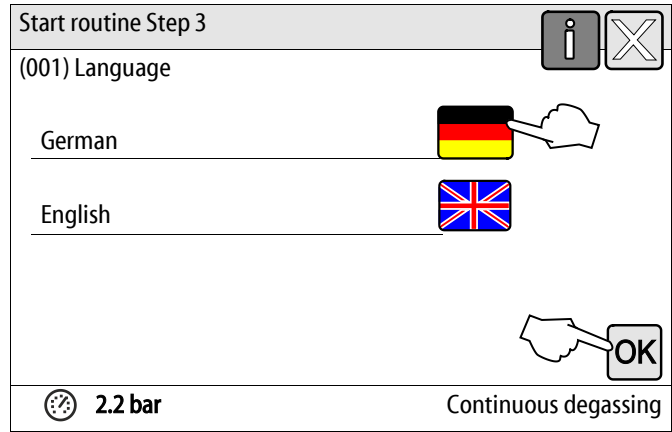 Start routine Step 3
i
X
(001) Language
German
English
OK
2.2 bar
Continuous degassing